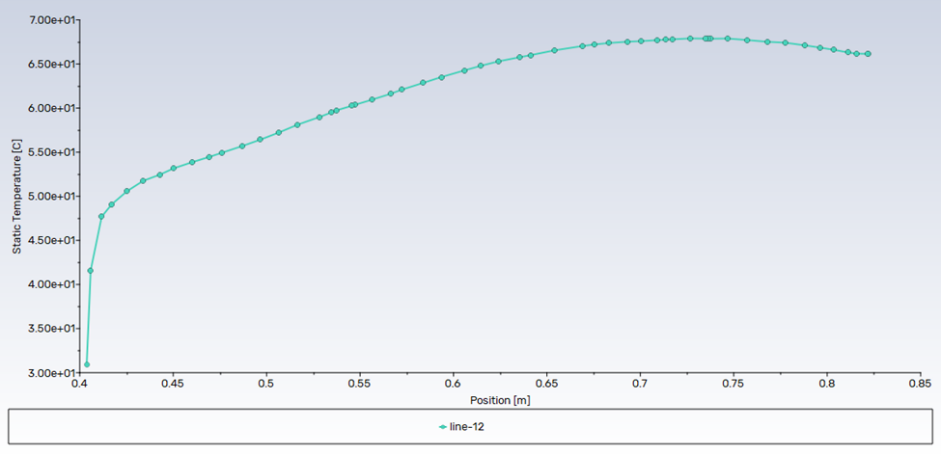 7.00e+01
6.50e+01
6.00e+01
5.50e+01
5.00e+01
4.50e+01
4.00e+01
3.50e+01
3.00e+01
Static Temperature [C]
0.4 0.45 0.5 0.55 0.6 0.65 0.7 0.75 0.8 0.85
Position [m]
line-12